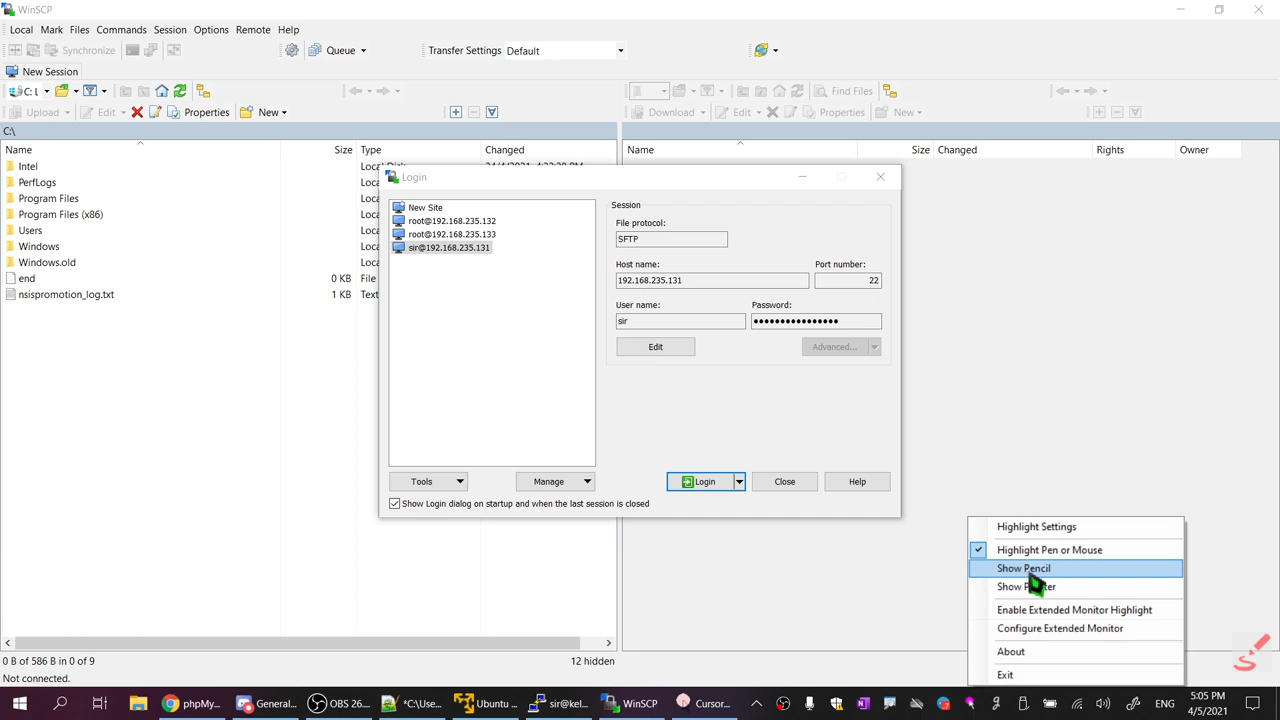 WinSCP
Local Mark Files Commands Session Options Remote Help
Synchronize Queue Transfer Settings Default
New Session
C: L Find Files
Upload Edit Properties New Download Edit Properties New
C:\
Name Size Type Changed Name Size Changed Rights Owner
Intel
PerfLogs
Program Files
Program Files (x86)
Users
Windows
Windows.old
end 0 KB File
nsispromotion_log.txt 1 KB Text
Login
New Site
root@192.168.235.132
root@192.168.235.133
sir@192.168.235.131
Session
File protocol:
SFTP
Host name: Port number:
192.168.235.131 22
User name: Password:
sir ••••••••••••••••
Edit Advanced...
Tools Manage Login Close Help
Show Login dialog on startup and when the last session is closed
Highlight Settings
Highlight Pen or Mouse
Show Pencil
Enable Extended Monitor Highlight
Configure Extended Monitor
About
Exit
0 B of 586 B in 0 of 9 12 hidden
Not connected.
phpMy... General... OBS 26... *C:\Use... Ubuntu ... sir@kel... WinSCP Cursor... ENG
5:05 PM
4/5/2021